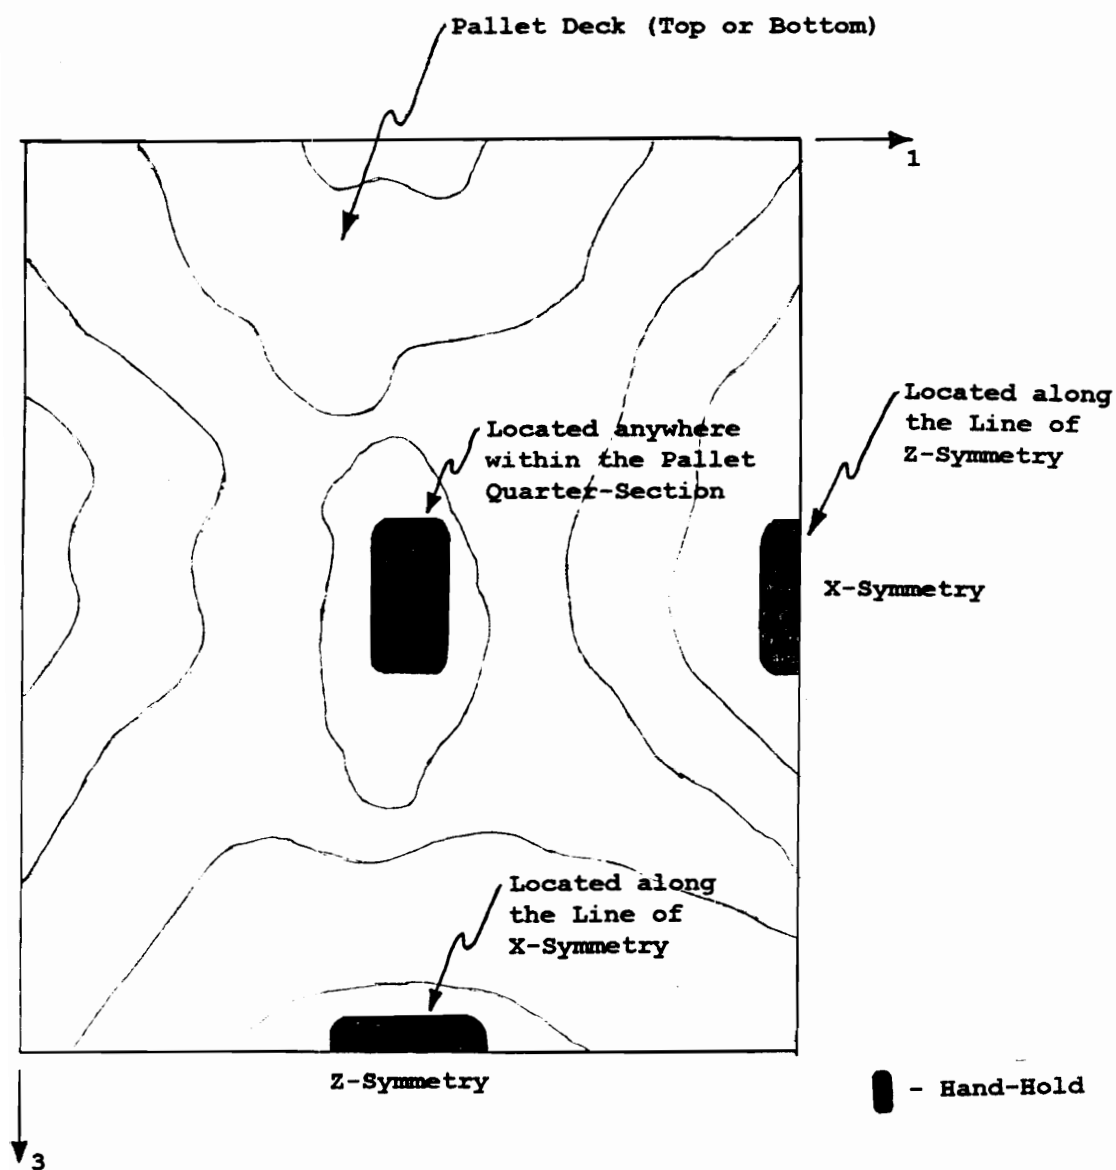 Pallet Deck (Top or Bottom)
1
Located along
the Line of
Z-Symmetry
Located anywhere
within the Pallet
Quarter-Section
X-Symmetry
Located along
the Line of
X-Symmetry
Z-Symmetry
- Hand-Hold
3